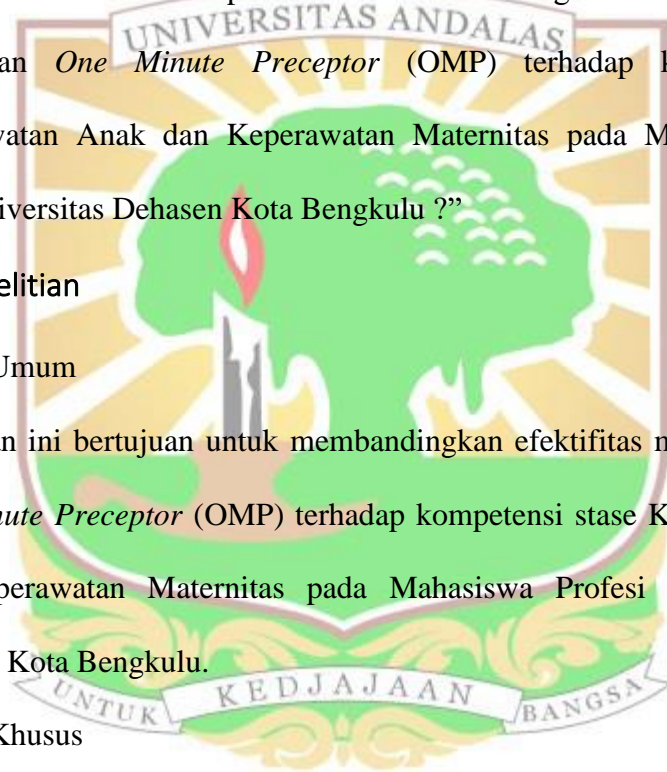 UNIVERSITAS ANDALAS
an One Minute Preceptor (OMP) terhadap k
watan Anak dan Keperawatan Maternitas pada M
iversitas Dehasen Kota Bengkulu ?”
elitian
Umum
an ini bertujuan untuk membandingkan efektifitas m
nute Preceptor (OMP) terhadap kompetensi stase K
perawatan Maternitas pada Mahasiswa Profesi
Kota Bengkulu.
UNTUK KEDJAJAAN BANGSA
Khusus